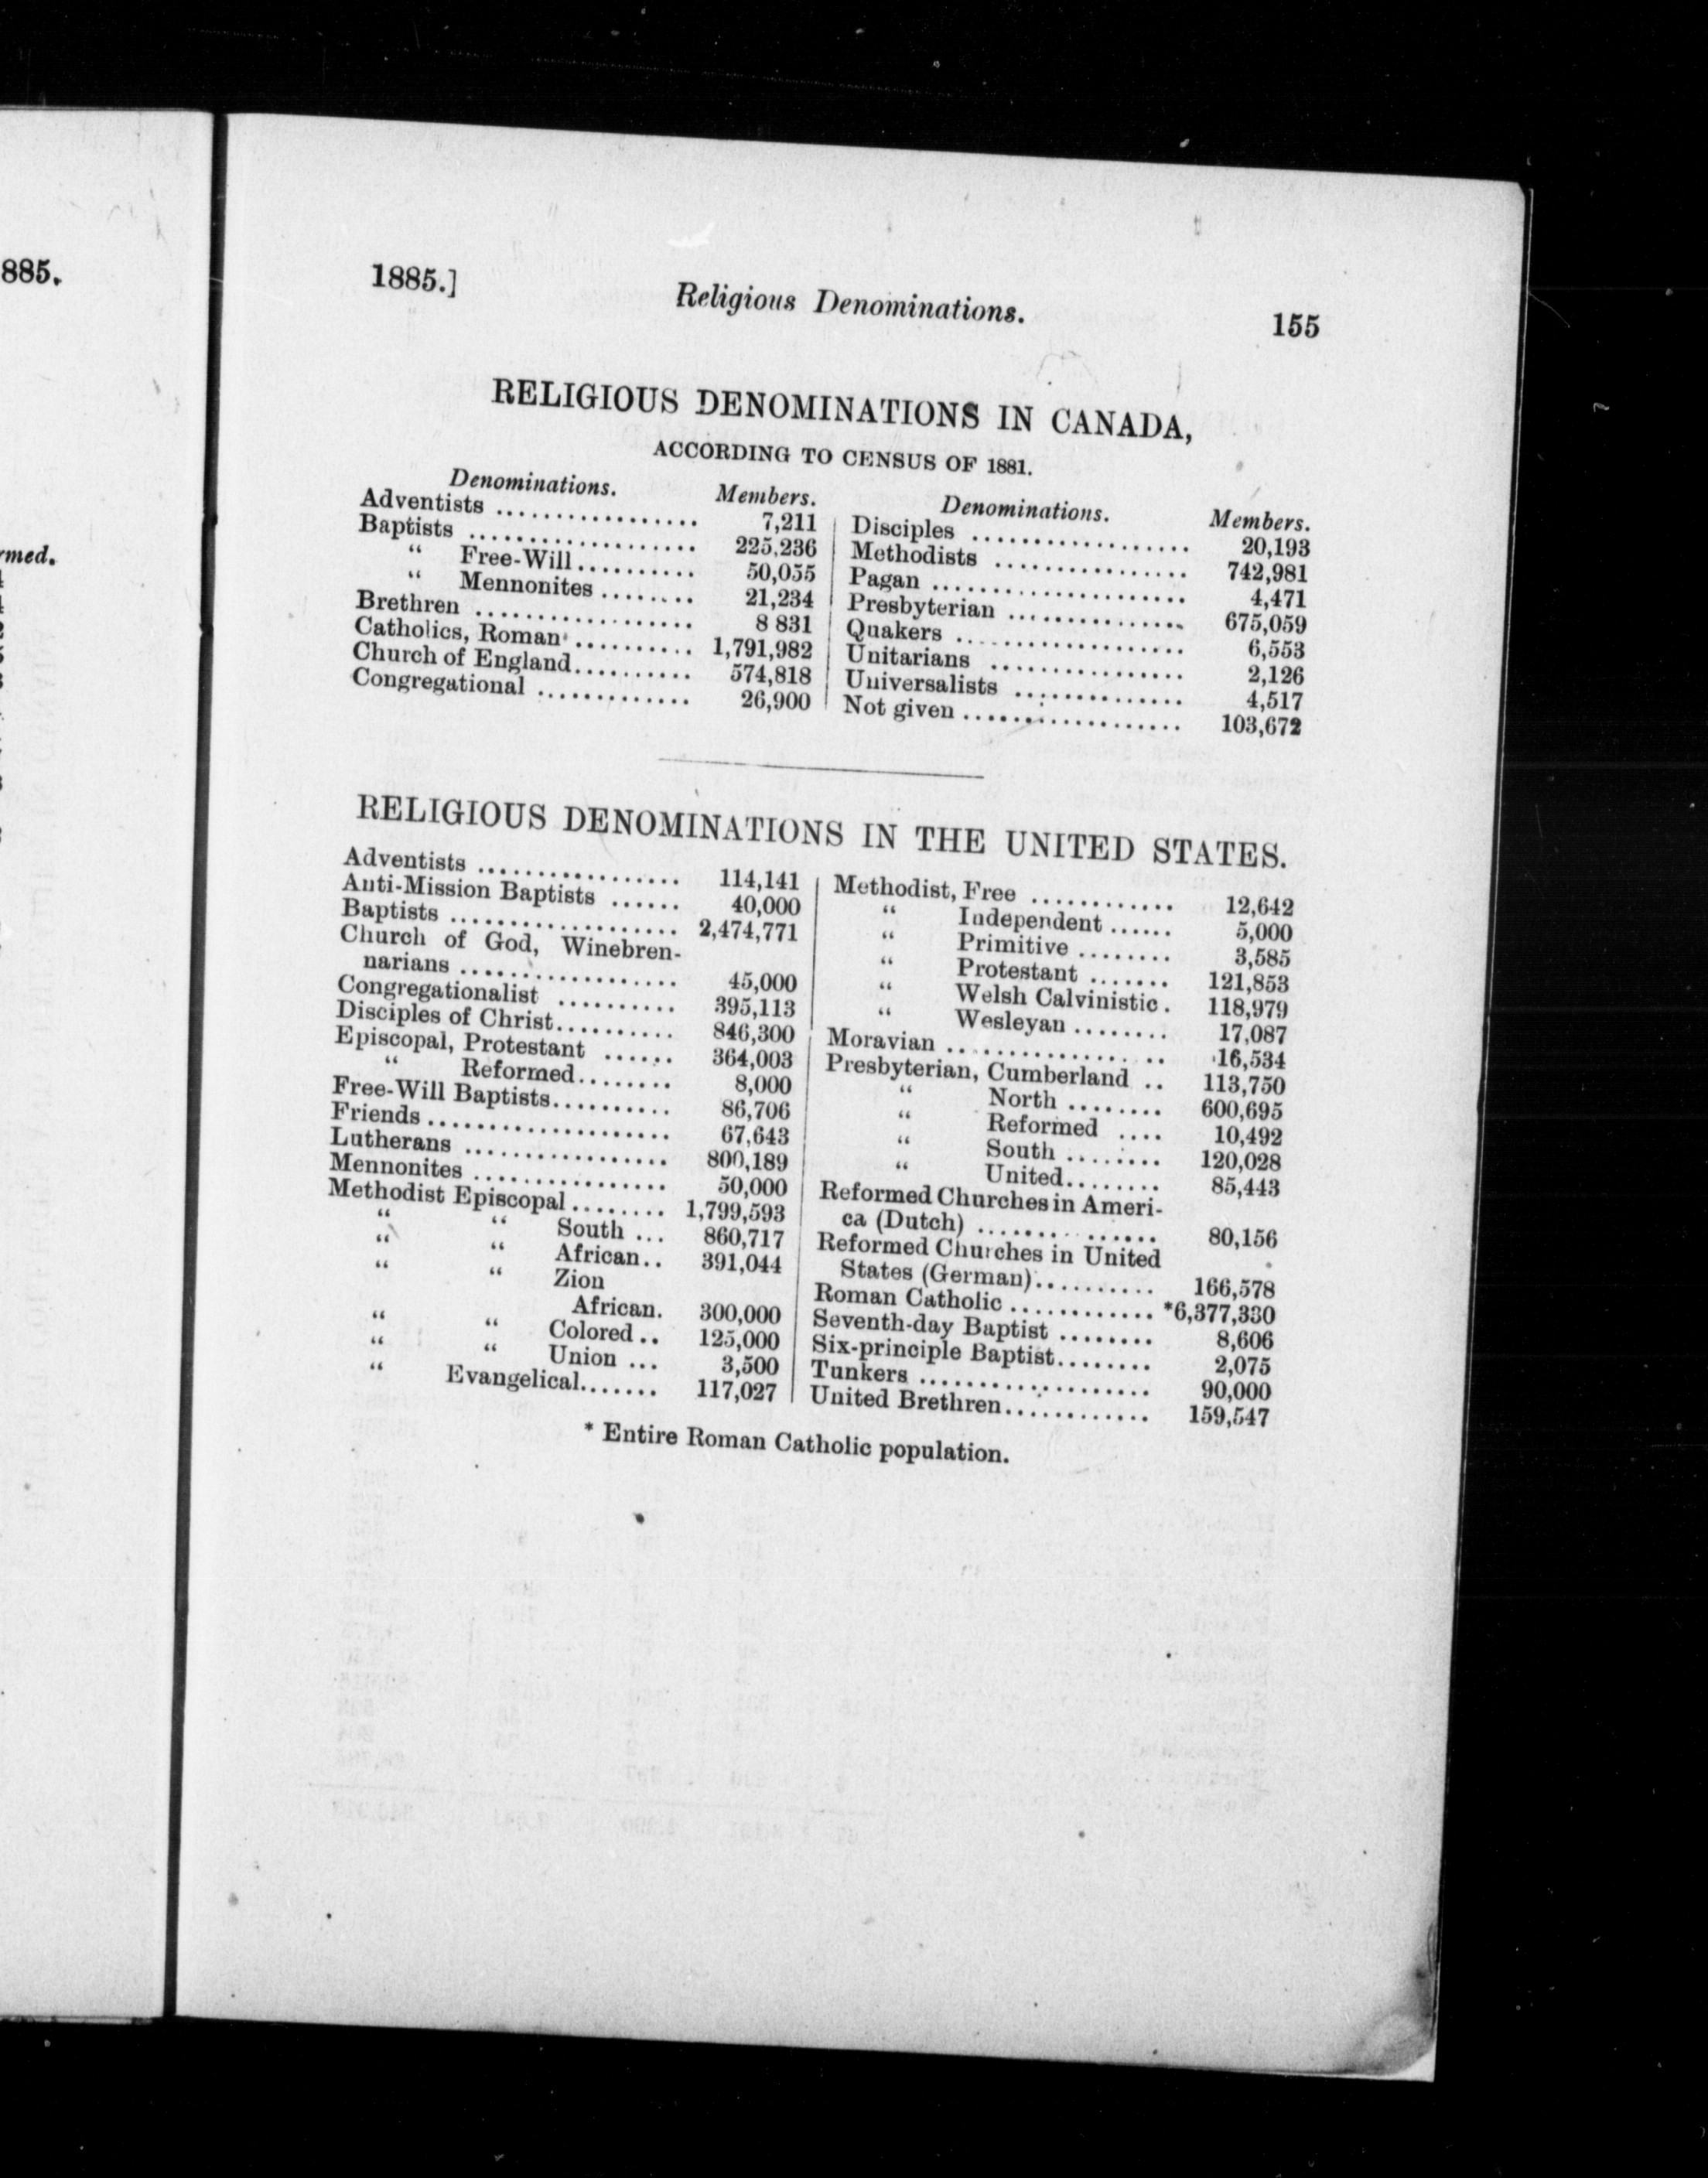 885.
rmed.
1885.]
Religious Denominations.
155
RELIGIOUS DENOMINATIONS IN CANADA,
ACCORDING TO CENSUS OF 1881.
Denominations. Members.
Adventists ................. 7,211
Baptists ................... 225,236
“ Free-Will.......... 50,055
“ Mennonites ........ 21,234
Brethren .................. 8 831
Catholics, Roman .......... 1,791,982
Church of England.......... 574,818
Congregational ............. 26,900
Denominations. Members.
Disciples ................... 20,193
Methodists ................ 742,981
Pagan ...................... 4,471
Presbyterian ............... 675,059
Quakers .................... 6,553
Unitarians ................. 2,126
Universalists ............... 4,517
Not given ................... 103,672
RELIGIOUS DENOMINATIONS IN THE UNITED STATES.
Adventists ................. 114,141
Anti-Mission Baptists ...... 40,000
Baptists .................... 2,474,771
Church of God, Winebren-
narians ................... 45,000
Congregationalist .......... 395,113
Disciples of Christ.......... 846,300
Episcopal, Protestant ...... 364,003
“ Reformed........ 8,000
Free-Will Baptists.......... 86,706
Friends ..................... 67,643
Lutherans ................. 800,189
Mennonites ................ 50,000
Methodist Episcopal........ 1,799,593
“ “ South ... 860,717
“ “ African.. 391,044
“ “ Zion
African. 300,000
“ “ Colored .. 125,000
“ “ Union ... 3,500
“ Evangelical....... 117,027
Methodist, Free ............ 12,642
“ Independent ...... 5,000
“ Primitive ........ 3,585
“ Protestant ....... 121,853
“ Welsh Calvinistic . 118,979
“ Wesleyan ........ 17,087
Moravian ................... 16,534
Presbyterian, Cumberland .. 113,750
“ North ........ 600,695
“ Reformed .... 10,492
“ South ........ 120,028
“ United........ 85,443
Reformed Churches in Ameri-
ca (Dutch) ............... 80,156
Reformed Churches in United
States (German).......... 166,578
Roman Catholic ............ *6,377,330
Seventh-day Baptist ........ 8,606
Six-principle Baptist........ 2,075
Tunkers .................... 90,000
United Brethren............ 159,547
* Entire Roman Catholic population.